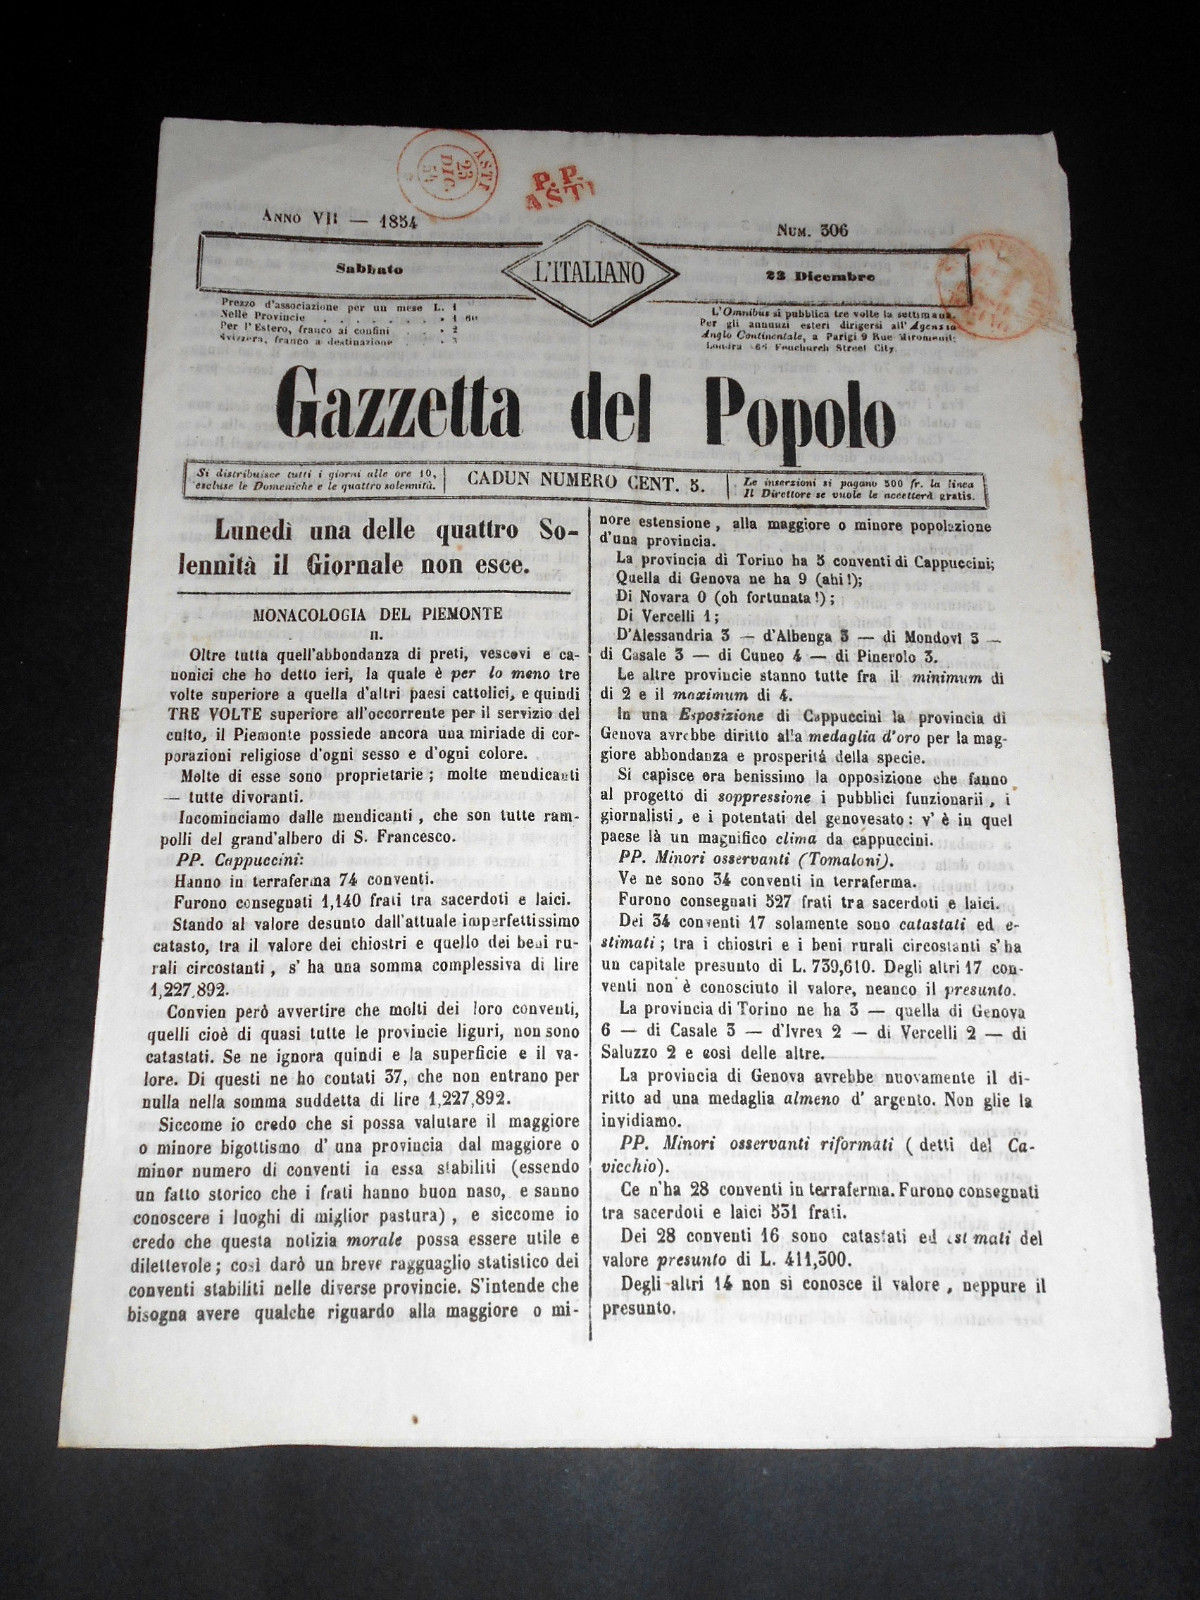 ASTI
23
DIC.
54
P.P.
ASTI
ANNO VII — 1854
NUM. 306
Sabbato
L'ITALIANO
23 Dicembre
Prezzo d'associazione per un mese L. 1
Nelle Provincie . . . . . . . . • 1 60
Per l'Estero, franco ai confini . . . • 2
Svizzera, franco a destinazione . . . • 3
L'Omnibus si pubblica tre volte la settimana.
Per gli annunzi esteri dirigersi all'Agenzia
Anglo Continentale, a Parigi 9 Rue Miromenil;
Londra 66 Feuchurch Street City.
Gazzetta del Popolo
Si distribuisce tutti i giorni alle ore 10,
escluse le Domeniche e le quattro solennità.
CADUN NUMERO CENT. 5.
Le inserzioni si pagano 500 fr. la linea
Il Direttore se vuole le accetterà gratis.
Lunedì una delle quattro So-
lennità il Giornale non esce.
MONACOLOGIA DEL PIEMONTE
II.
Oltre tutta quell'abbondanza di preti, vescovi e ca-
nonici che ho detto ieri, la quale è per lo meno tre
volte superiore a quella d'altri paesi cattolici, e quindi
TRE VOLTE superiore all'occorrente per il servizio del
culto, il Piemonte possiede ancora una miriade di cor-
porazioni religiose d'ogni sesso e d'ogni colore.
Molte di esse sono proprietarie; molte mendicanti
— tutte divoranti.
Incominciamo dalle mendicanti, che son tutte ram-
polli del grand'albero di S. Francesco.
PP. Cappuccini:
Hanno in terraferma 74 conventi.
Furono consegnati 1,140 frati tra sacerdoti e laici.
Stando al valore desunto dall'attuale imperfettissimo
catasto, tra il valore dei chiostri e quello dei beni ru-
rali circostanti, s' ha una somma complessiva di lire
1,227,892.
Convien però avvertire che molti dei loro conventi,
quelli cioè di quasi tutte le provincie liguri, non sono
catastati. Se ne ignora quindi e la superficie e il va-
lore. Di questi ne ho contati 37, che non entrano per
nulla nella somma suddetta di lire 1,227,892.
Siccome io credo che si possa valutare il maggiore
o minore bigottismo d' una provincia dal maggiore o
minor numero di conventi in essa stabiliti (essendo
un fatto storico che i frati hanno buon naso, e sanno
conoscere i luoghi di miglior pastura), e siccome io
credo che questa notizia morale possa essere utile e
dilettevole; così darò un breve ragguaglio statistico dei
conventi stabiliti nelle diverse provincie. S'intende che
bisogna avere qualche riguardo alla maggiore o mi-
nore estensione, alla maggiore o minore popolazione
d'una provincia.
La provincia di Torino ha 5 conventi di Cappuccini;
Quella di Genova ne ha 9 (ahi!);
Di Novara 0 (oh fortunata!);
Di Vercelli 1;
D'Alessandria 3 — d'Albenga 3 — di Mondovì 3 —
di Casale 3 — di Cuneo 4 — di Pinerolo 3.
Le altre provincie stanno tutte fra il minimum di
di 2 e il maximum di 4.
In una Esposizione di Cappuccini la provincia di
Genova avrebbe diritto alla medaglia d'oro per la mag-
giore abbondanza e prosperità della specie.
Si capisce ora benissimo la opposizione che fanno
al progetto di soppressione i pubblici funzionarii, i
giornalisti, e i potentati del genovesato: v' è in quel
paese là un magnifico clima da cappuccini.
PP. Minori osservanti (Tomaloni).
Ve ne sono 34 conventi in terraferma.
Furono consegnati 527 frati tra sacerdoti e laici.
Dei 34 conventi 17 solamente sono catastati ed e-
stimati; tra i chiostri e i beni rurali circostanti s' ha
un capitale presunto di L. 739,610. Degli altri 17 con-
venti non è conosciuto il valore, neanco il presunto.
La provincia di Torino ne ha 3 — quella di Genova
6 — di Casale 3 — d'Ivrea 2 — di Vercelli 2 — di
Saluzzo 2 e così delle altre.
La provincia di Genova avrebbe nuovamente il di-
ritto ad una medaglia almeno d' argento. Non glie la
invidiamo.
PP. Minori osservanti riformati (detti del Ca-
vicchio).
Ce n'ha 28 conventi in terraferma. Furono consegnati
tra sacerdoti e laici 531 frati.
Dei 28 conventi 16 sono catastati ed estimati del
valore presunto di L. 411,300.
Degli altri 14 non si conosce il valore, neppure il
presunto.